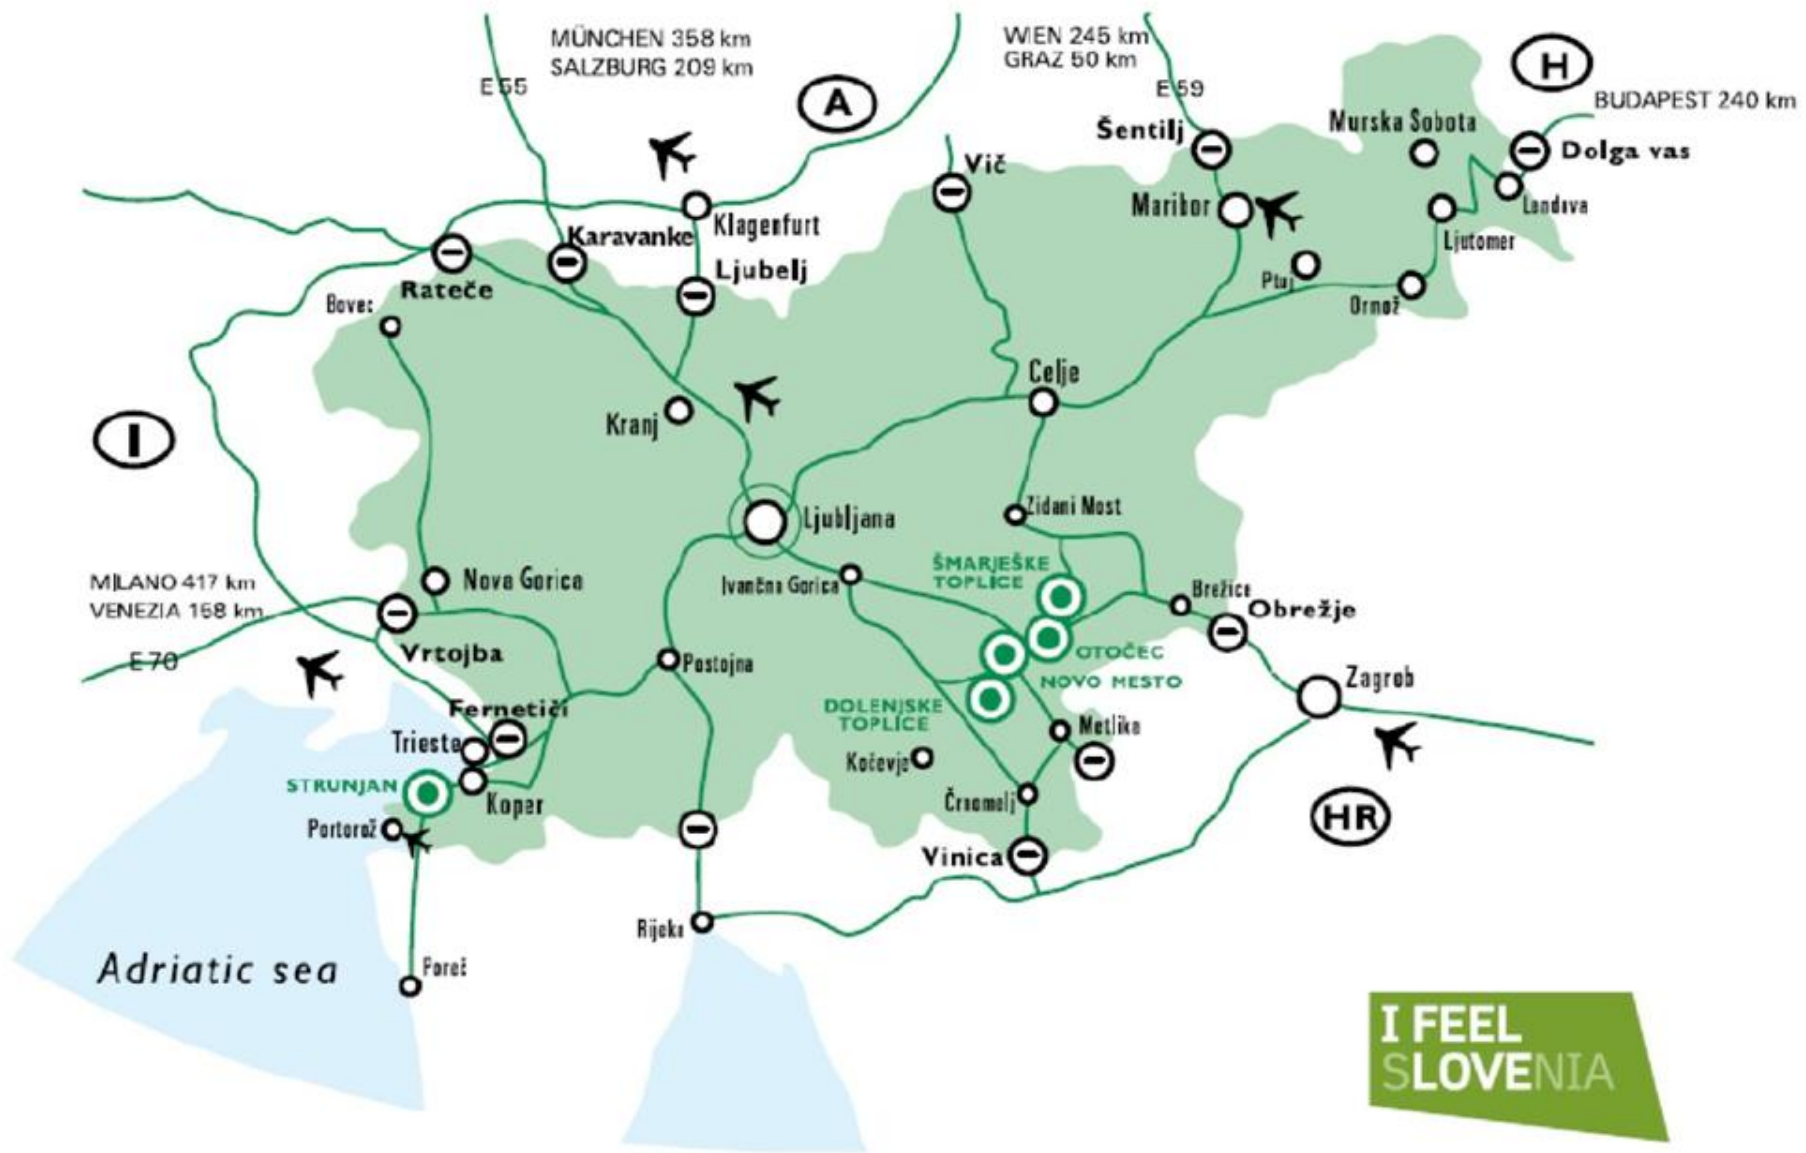 MÜNCHEN 358 km
SALZBURG 209 km
WIEN 245 km
GRAZ 50 km
E 55
A
E 59
H
BUDAPEST 240 km
Šentilj
Murska Sobota
Dolga vas
Vič
Maribor
Lendava
Klagenfurt
Karavanke
Ljutomer
Ljubelj
Ptuj
Rateče
Ormož
Bovec
Celje
Kranj
I
Zidani Most
Ljubljana
ŠMARJEŠKE
TOPLICE
MILANO 417 km
VENEZIA 158 km
Nova Gorica
Ivančna Gorica
Brežice
Obrežje
Vrtojba
OTOČEC
E 70
Postojna
NOVO MESTO
Zagreb
Fernetiči
DOLENJSKE
TOPLICE
Metlika
Trieste
Kočevje
STRUNJAN
Koper
Črnomelj
HR
Portorož
Vinica
Rijeka
Adriatic sea
Poreč
I FEEL
SLOVENIA